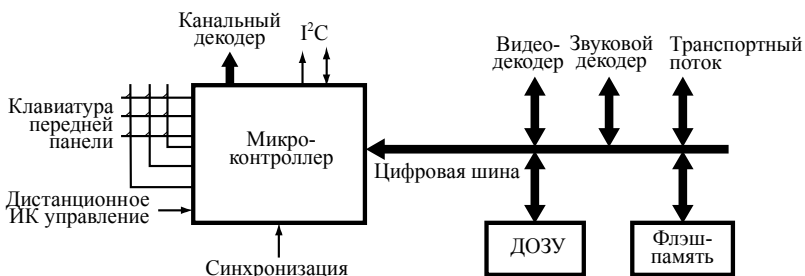 Канальный
декодер
I²C
Видео-
декодер
Звуковой
декодер
Транспортный
поток
Клавиатура
передней
панели
Микро-
контроллер
Цифровая шина
Дистанционное
ИК управление
Синхронизация
ДОЗУ
Флэш-
память